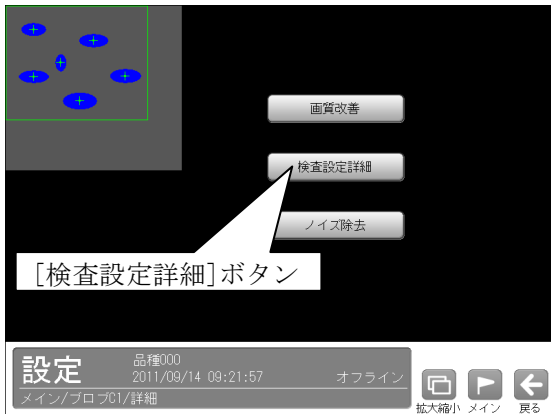 画質改善
検査設定詳細
ノイズ除去
[検査設定詳細]ボタン
設定
品種000
2011/09/14 09:21:57
オフライン
メイン/ブロブC1/詳細
拡大縮小 メイン 戻る